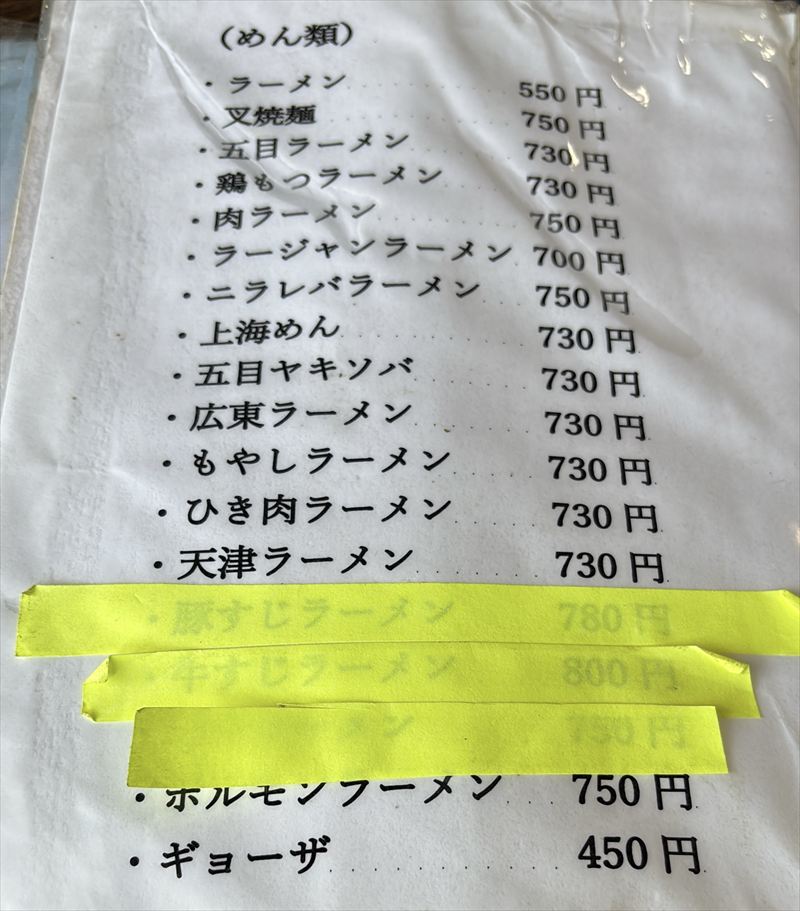 （めん類）
・ラーメン 550円
・叉焼麺 750円
・五目ラーメン 730円
・鶏もつラーメン 730円
・肉ラーメン 750円
・ラージャンラーメン 700円
・ニラレバラーメン 750円
・上海めん 730円
・五目ヤキソバ 730円
・広東ラーメン 730円
・もやしラーメン 730円
・ひき肉ラーメン 730円
・天津ラーメン 730円
・豚すじラーメン 780円
・牛すじラーメン 800円
750円
・ホルモンラーメン 750円
・ギョーザ 450円